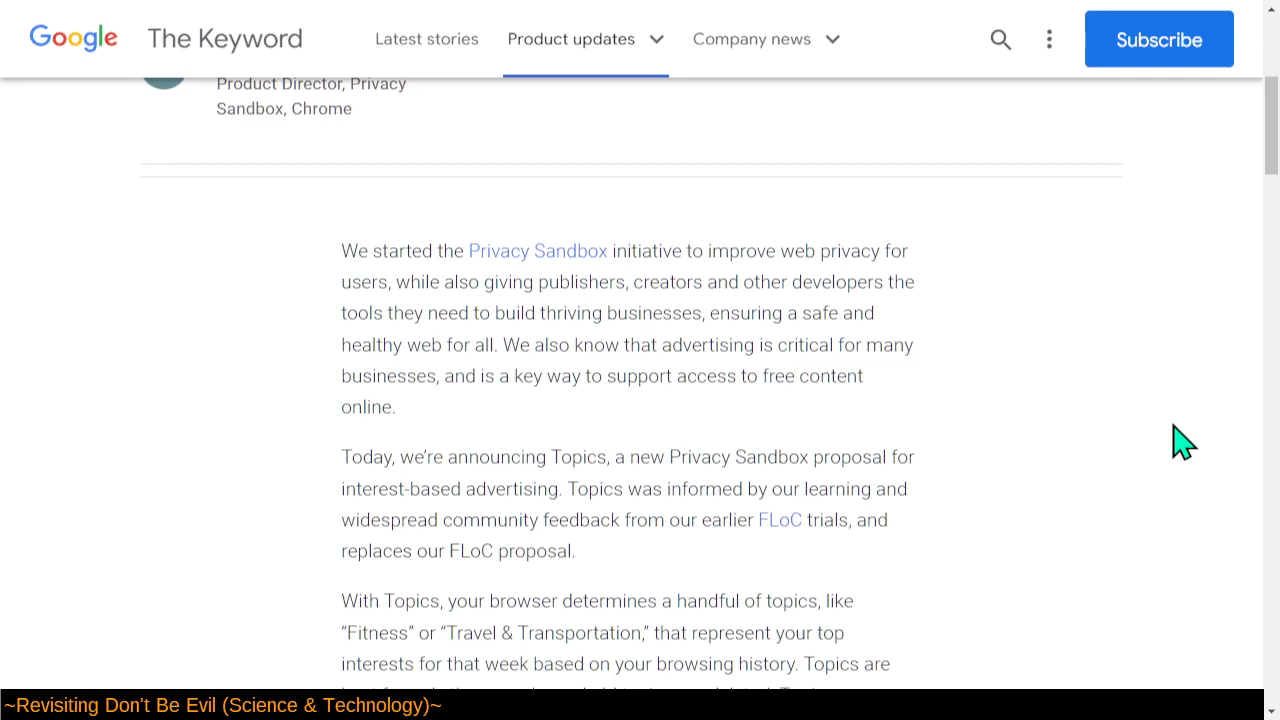 Google The Keyword Latest stories Product updates Company news Subscribe
Product Director, Privacy
Sandbox, Chrome
We started the Privacy Sandbox initiative to improve web privacy for
users, while also giving publishers, creators and other developers the
tools they need to build thriving businesses, ensuring a safe and
healthy web for all. We also know that advertising is critical for many
businesses, and is a key way to support access to free content
online.
Today, we’re announcing Topics, a new Privacy Sandbox proposal for
interest-based advertising. Topics was informed by our learning and
widespread community feedback from our earlier FLoC trials, and
replaces our FLoC proposal.
With Topics, your browser determines a handful of topics, like
“Fitness” or “Travel & Transportation,” that represent your top
interests for that week based on your browsing history. Topics are
~Revisiting Don't Be Evil (Science & Technology)~